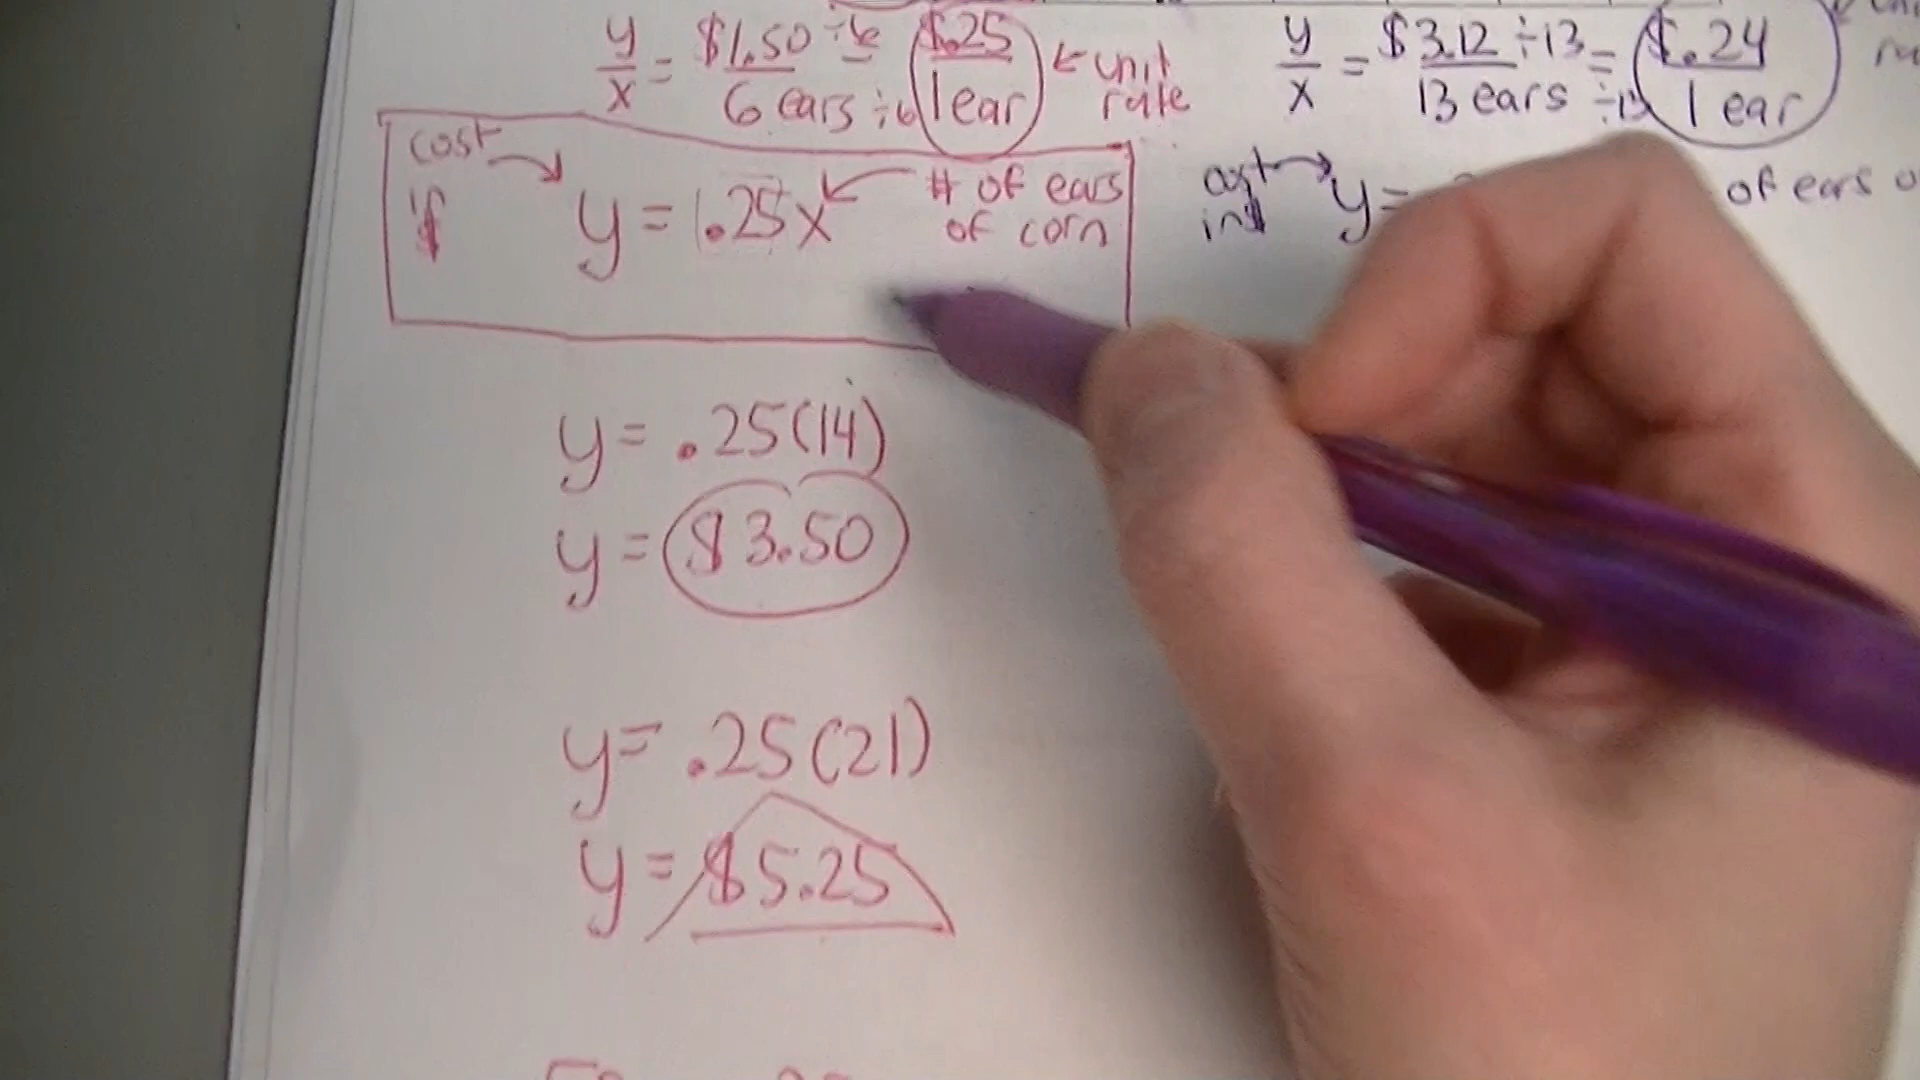 y/x = $1.50 ÷6 / 6 ears ÷6 $.25 / 1 ear ← unit rate
y/x = $3.12 ÷13 / 13 ears ÷13 = $.24 / 1 ear
cost
y = .25x
# of ears
of corn
cost
in $
y =
of ears
y = .25(14)
y = $3.50
y = .25(21)
y = $5.25